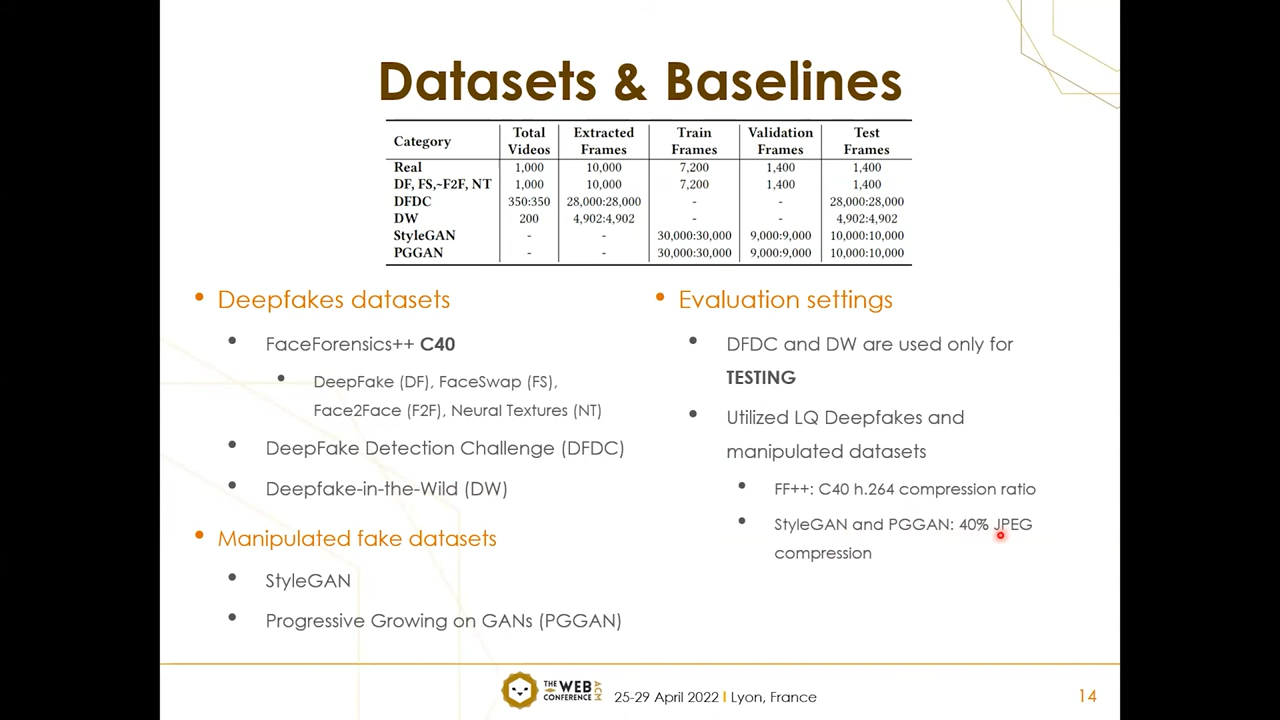 Datasets & Baselines
Category | Total Videos | Extracted Frames | Train Frames | Validation Frames | Test Frames
Real | 1,000 | 10,000 | 7,200 | 1,400 | 1,400
DF, FS,~F2F, NT | 1,000 | 10,000 | 7,200 | 1,400 | 1,400
DFDC | 350:350 | 28,000:28,000 | - | - | 28,000:28,000
DW | 200 | 4,902:4,902 | - | - | 4,902:4,902
StyleGAN | - | - | 30,000:30,000 | 9,000:9,000 | 10,000:10,000
PGGAN | - | - | 30,000:30,000 | 9,000:9,000 | 10,000:10,000
• Deepfakes datasets
• FaceForensics++ C40
• DeepFake (DF), FaceSwap (FS),
Face2Face (F2F), Neural Textures (NT)
• DeepFake Detection Challenge (DFDC)
• Deepfake-in-the-Wild (DW)
• Manipulated fake datasets
• StyleGAN
• Progressive Growing on GANs (PGGAN)
• Evaluation settings
• DFDC and DW are used only for
TESTING
• Utilized LQ Deepfakes and
manipulated datasets
• FF++: C40 h.264 compression ratio
• StyleGAN and PGGAN: 40% JPEG
compression
THE WEB CONFERENCE ACM
25-29 April 2022 | Lyon, France
14